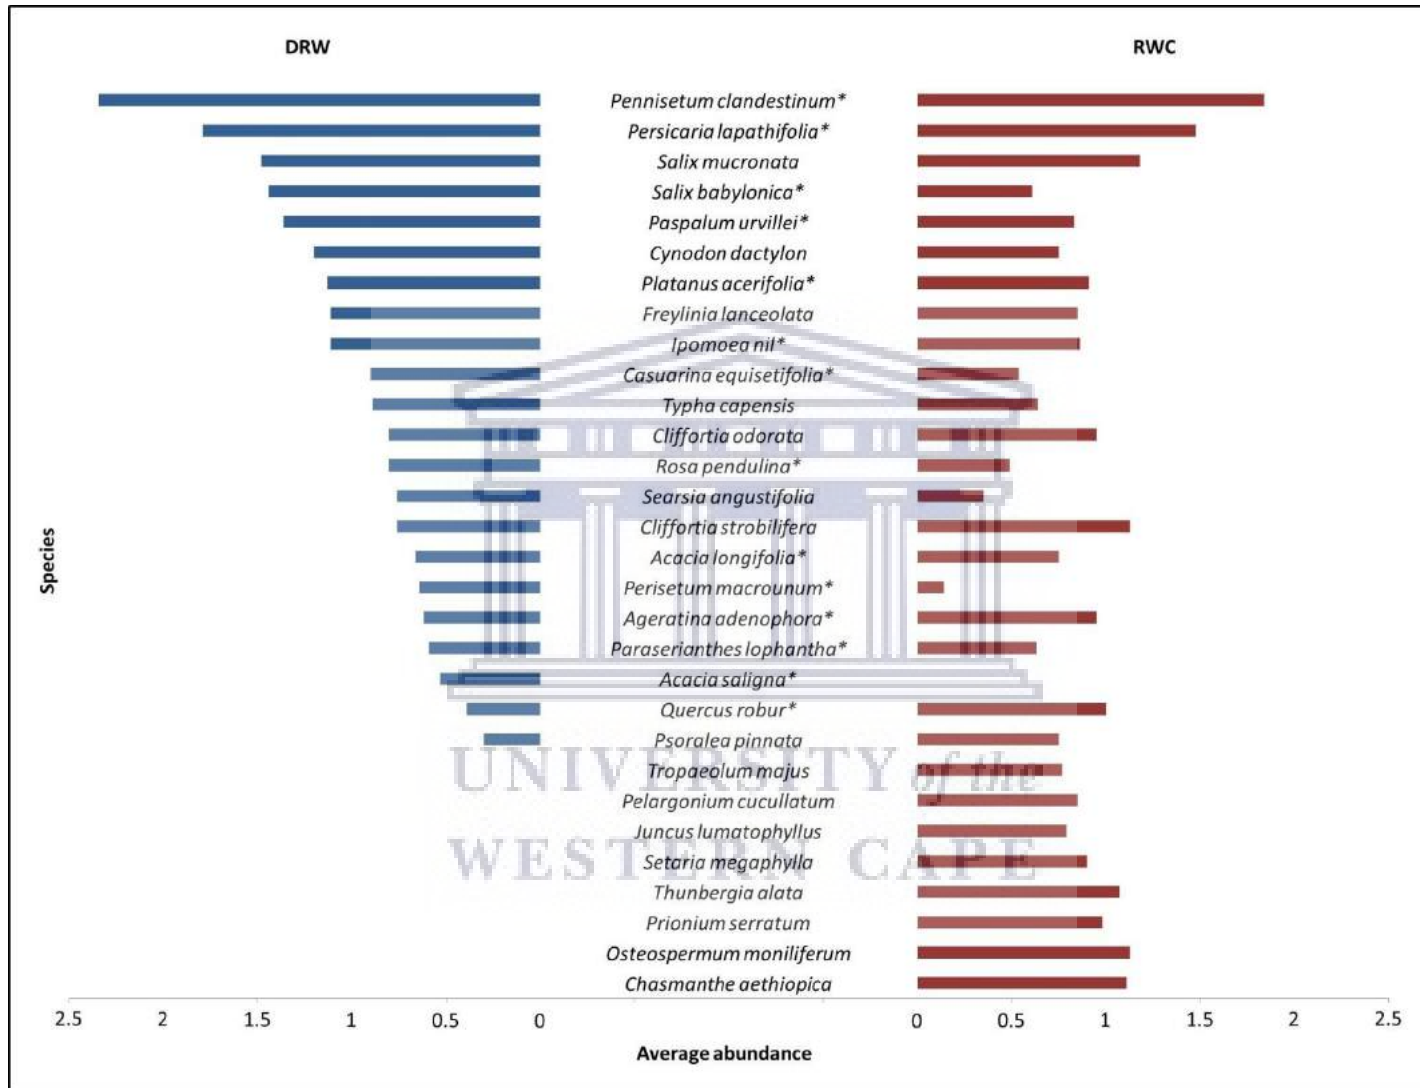 DRW RWC
Pennisetum clandestinum*
Persicaria lapathifolia*
Salix mucronata
Salix babylonica*
Paspalum urvillei*
Cynodon dactylon
Platanus acerifolia*
Freylinia lanceolata
Ipomoea nil*
Casuarina equisetifolia*
Typha capensis
Cliffortia odorata
Rosa pendulina*
Searsia angustifolia
Cliffortia strobilifera
Acacia longifolia*
Perisetum macrounum*
Ageratina adenophora*
Paraserianthes lophantha*
Acacia saligna*
Quercus robur*
Psoralea pinnata
Tropaeolum majus
Pelargonium cucullatum
Juncus lumatophyllus
Setaria megaphylla
Thunbergia alata
Prionium serratum
Osteospermum moniliferum
Chasmanthe aethiopica
Species
2.5 2 1.5 1 0.5 0 0 0.5 1 1.5 2 2.5
Average abundance
UNIVERSITY of the
WESTERN CAPE